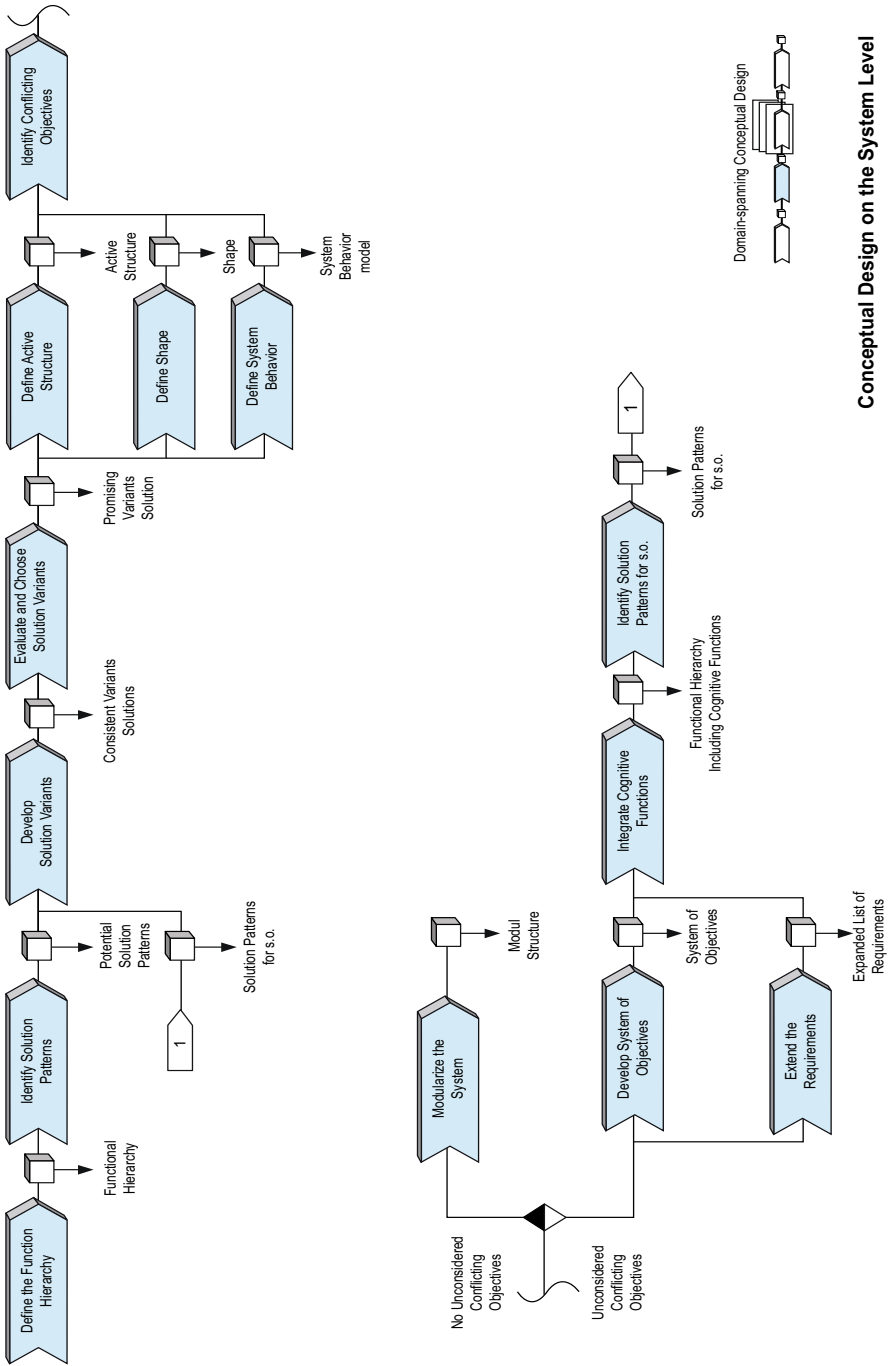 Define the Function
Hierarchy
Functional
Hierarchy
Identify Solution
Patterns
Potential
Solution
Patterns
1
Solution Patterns
for s.o.
Develop
Solution Variants
Consistent Variants
Solutions
Evaluate and Choose
Solution Variants
Promising
Variants
Solution
Define Active
Structure
Active
Structure
Define Shape
Shape
Define System
Behavior
System
Behavior
model
Identify Conflicting
Objectives
No Unconsidered
Conflicting
Objectives
Unconsidered
Conflicting
Objectives
Modularize the
System
Modul
Structure
Develop System of
Objectives
System of
Objectives
Extend the
Requirements
Expanded List of
Requirements
Integrate Cognitive
Functions
Functional Hierarchy
Including Cognitive Functions
Identify Solution
Patterns for s.o.
Solution Patterns
for s.o.
1
Domain-spanning Conceptual Design
Conceptual Design on the System Level